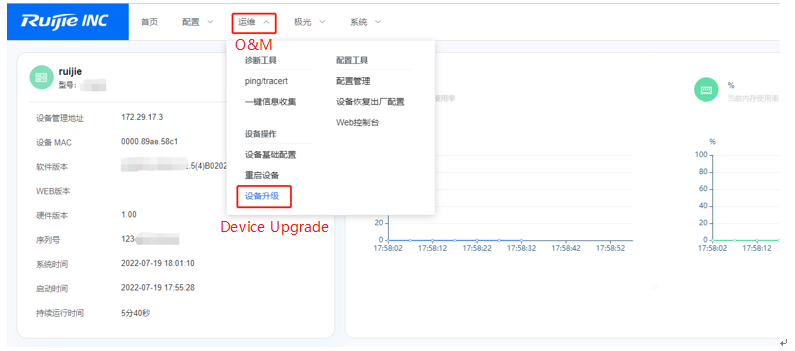 Ruijie INC 首页 配置 运维 极光 系统
O&M
诊断工具 配置工具
ping/tracert 配置管理
一键信息收集 设备恢复出厂配置
Web控制台
设备操作
设备基础配置
重启设备
设备升级
Device Upgrade
ruijie
型号:
设备管理地址 172.29.17.3
设备 MAC 0000.89ae.58c1
软件版本 .5(4)B0202
WEB版本
硬件版本 1.00
序列号 1234
系统时间 2022-07-19 18:01:10
启动时间 2022-07-19 17:55:28
持续运行时间 5分40秒
使用率
20
0
17:58:02 17:58:12 17:58:22 17:58:32 17:58:42 17:58:52
%
当前内存使用率
%
100
80
60
40
20
0
17:58:02 17:58:12